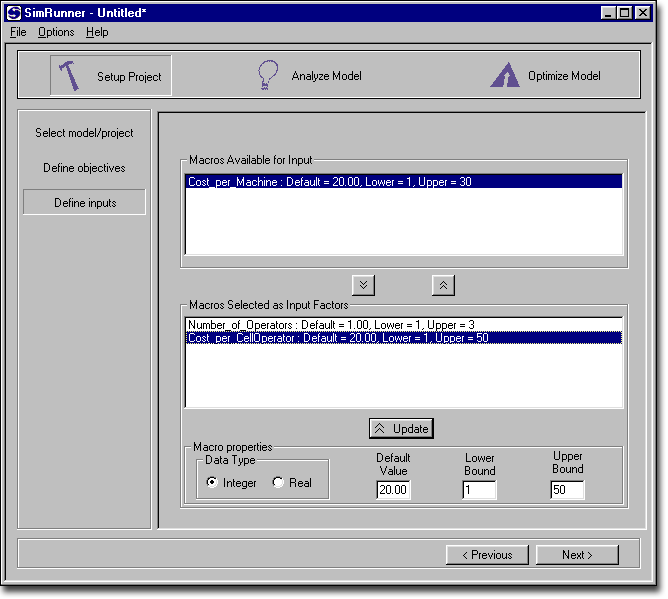 SimRunner - Untitled*
File Options Help
Setup Project
Analyze Model
Optimize Model
Select model/project
Define objectives
Define inputs
Macros Available for Input
Cost_per_Machine : Default = 20.00, Lower = 1, Upper = 30
Macros Selected as Input Factors
Number_of_Operators : Default = 1.00, Lower = 1, Upper = 3
Cost_per_CellOperator : Default = 20.00, Lower = 1, Upper = 50
Update
Macro properties
Data Type
Integer
Real
Default
Value
20.00
Lower
Bound
1
Upper
Bound
50
< Previous
Next >